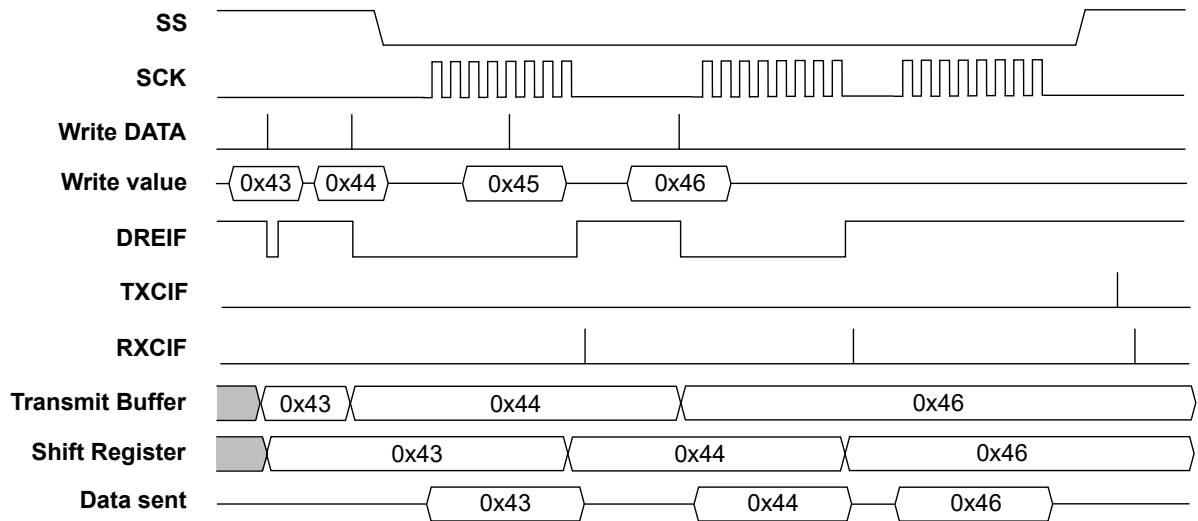 SS
SCK
Write DATA
Write value 0x43 0x44 0x45 0x46
DREIF
TXCIF
RXCIF
Transmit Buffer 0x43 0x44 0x46
Shift Register 0x43 0x44 0x46
Data sent 0x43 0x44 0x46